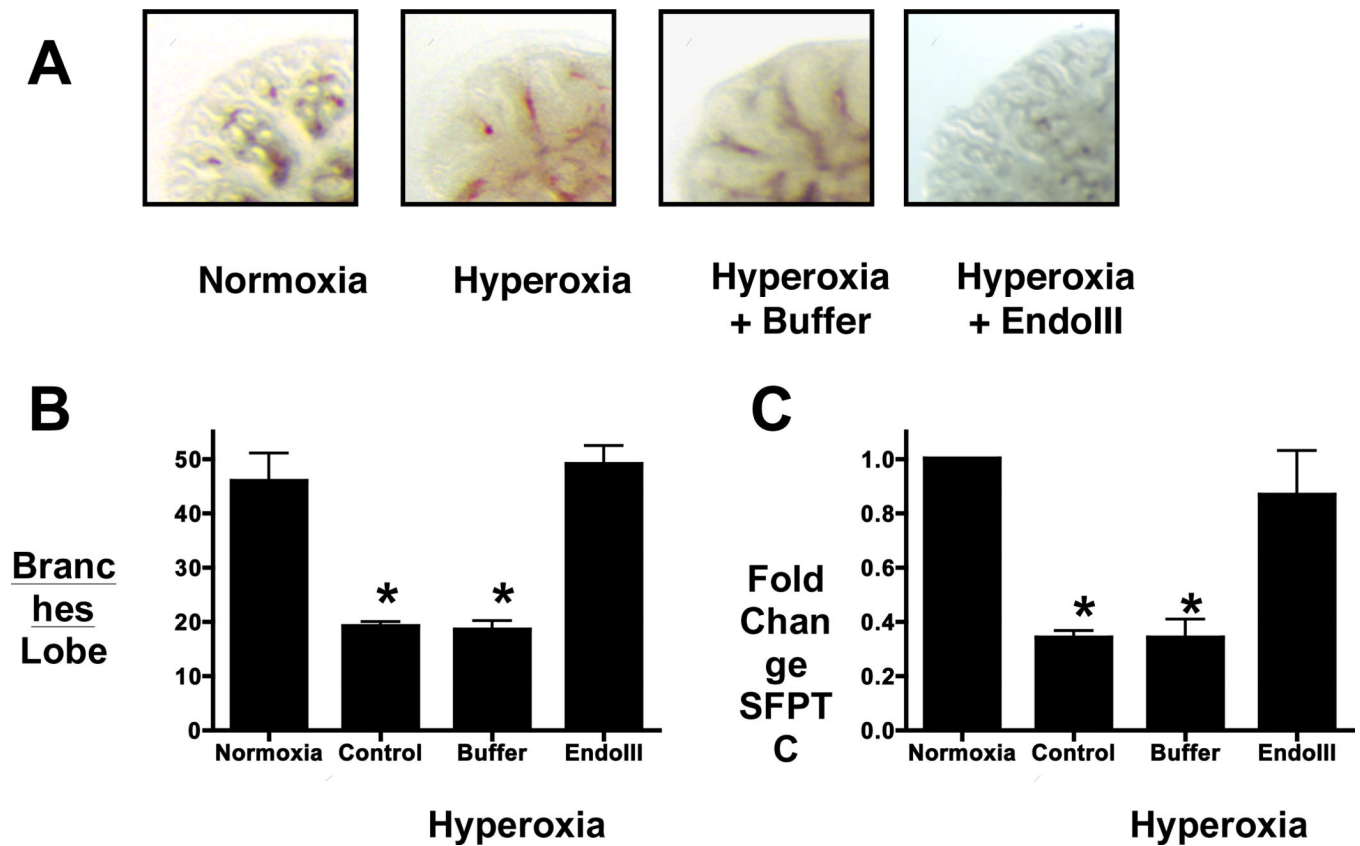 A
Normoxia
Hyperoxia
Hyperoxia
+ Buffer
Hyperoxia
+ EndoIII
B
Branc
hes
Lobe
50
40
30
20
10
0
*
*
Normoxia
Control
Buffer
EndoIII
Hyperoxia
C
Fold
Chan
ge
SFPT
C
1.0
0.8
0.6
0.4
0.2
0.0
*
*
Normoxia
Control
Buffer
EndoIII
Hyperoxia